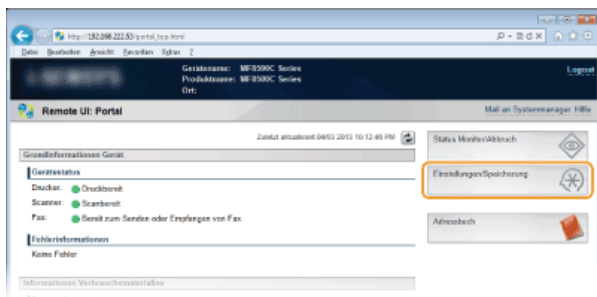 http://192.168.222.53/portal_top.html
Datei Bearbeiten Ansicht Favoriten Extras ?
Gerätename: MF8500C Series
Produktname: MF8500C Series
Ort:
Logout
Remote UI: Portal
Mail an Systemmanager Hilfe
Zuletzt aktualisiert:04/03 2013 10:12:46 PM
Grundinformationen Gerät
Gerätestatus
Drucker: Druckbereit.
Scanner: Scanbereit.
Fax: Bereit zum Senden oder Empfangen von Fax.
Fehlerinformationen
Keine Fehler.
Informationen Verbrauchsmaterialien
Status Monitor/Abbruch
Einstellungen/Speicherung
Adressbuch